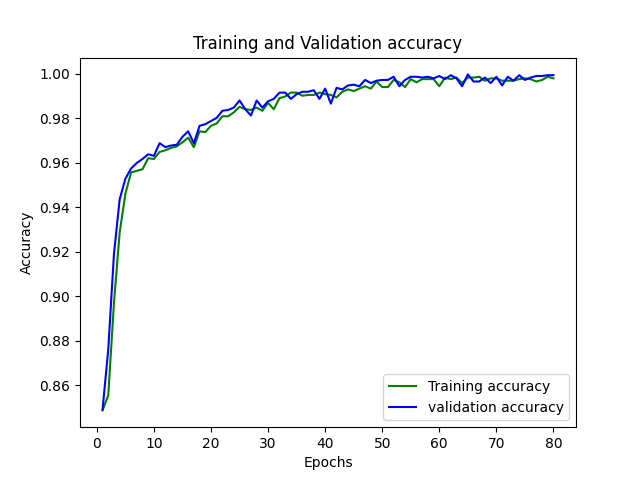 Training and Validation accuracy
1.00
0.98
0.96
0.94
0.92
0.90
0.88
0.86
Accuracy
0 10 20 30 40 50 60 70 80
Epochs
Training accuracy
validation accuracy